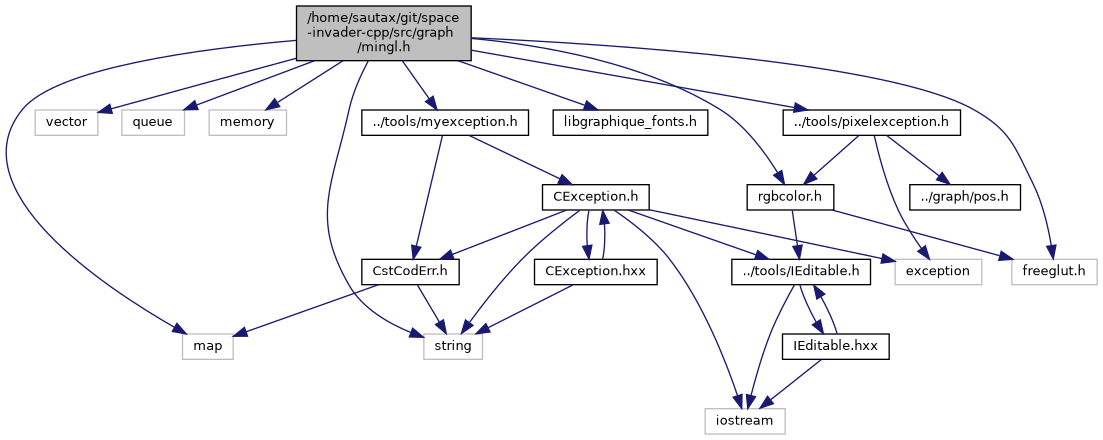 /home/sautax/git/space
-invader-cpp/src/graph
/mingl.h
vector
queue
memory
../tools/myexception.h
libgraphique_fonts.h
../tools/pixelexception.h
CException.h
rgbcolor.h
../graph/pos.h
CstCodErr.h
CException.hxx
../tools/IEditable.h
exception
freeglut.h
map
string
IEditable.hxx
iostream